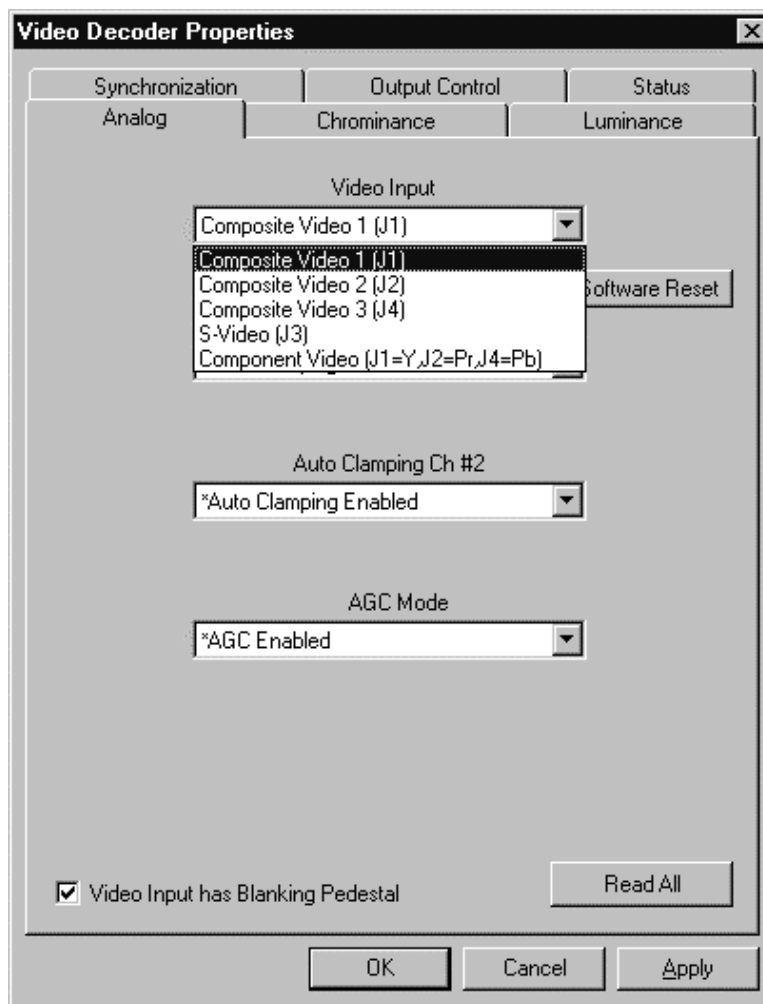 Video Decoder Properties
Synchronization
Output Control
Status
Analog
Chrominance
Luminance
Video Input
Composite Video 1 (J1)
Composite Video 1 (J1)
Composite Video 2 (J2)
Software Reset
Composite Video 3 (J4)
S-Video (J3)
Component Video (J1=Y,J2=Pr,J4=Pb)
Auto Clamping Ch #2
*Auto Clamping Enabled
AGC Mode
*AGC Enabled
Video Input has Blanking Pedestal
Read All
OK
Cancel
Apply